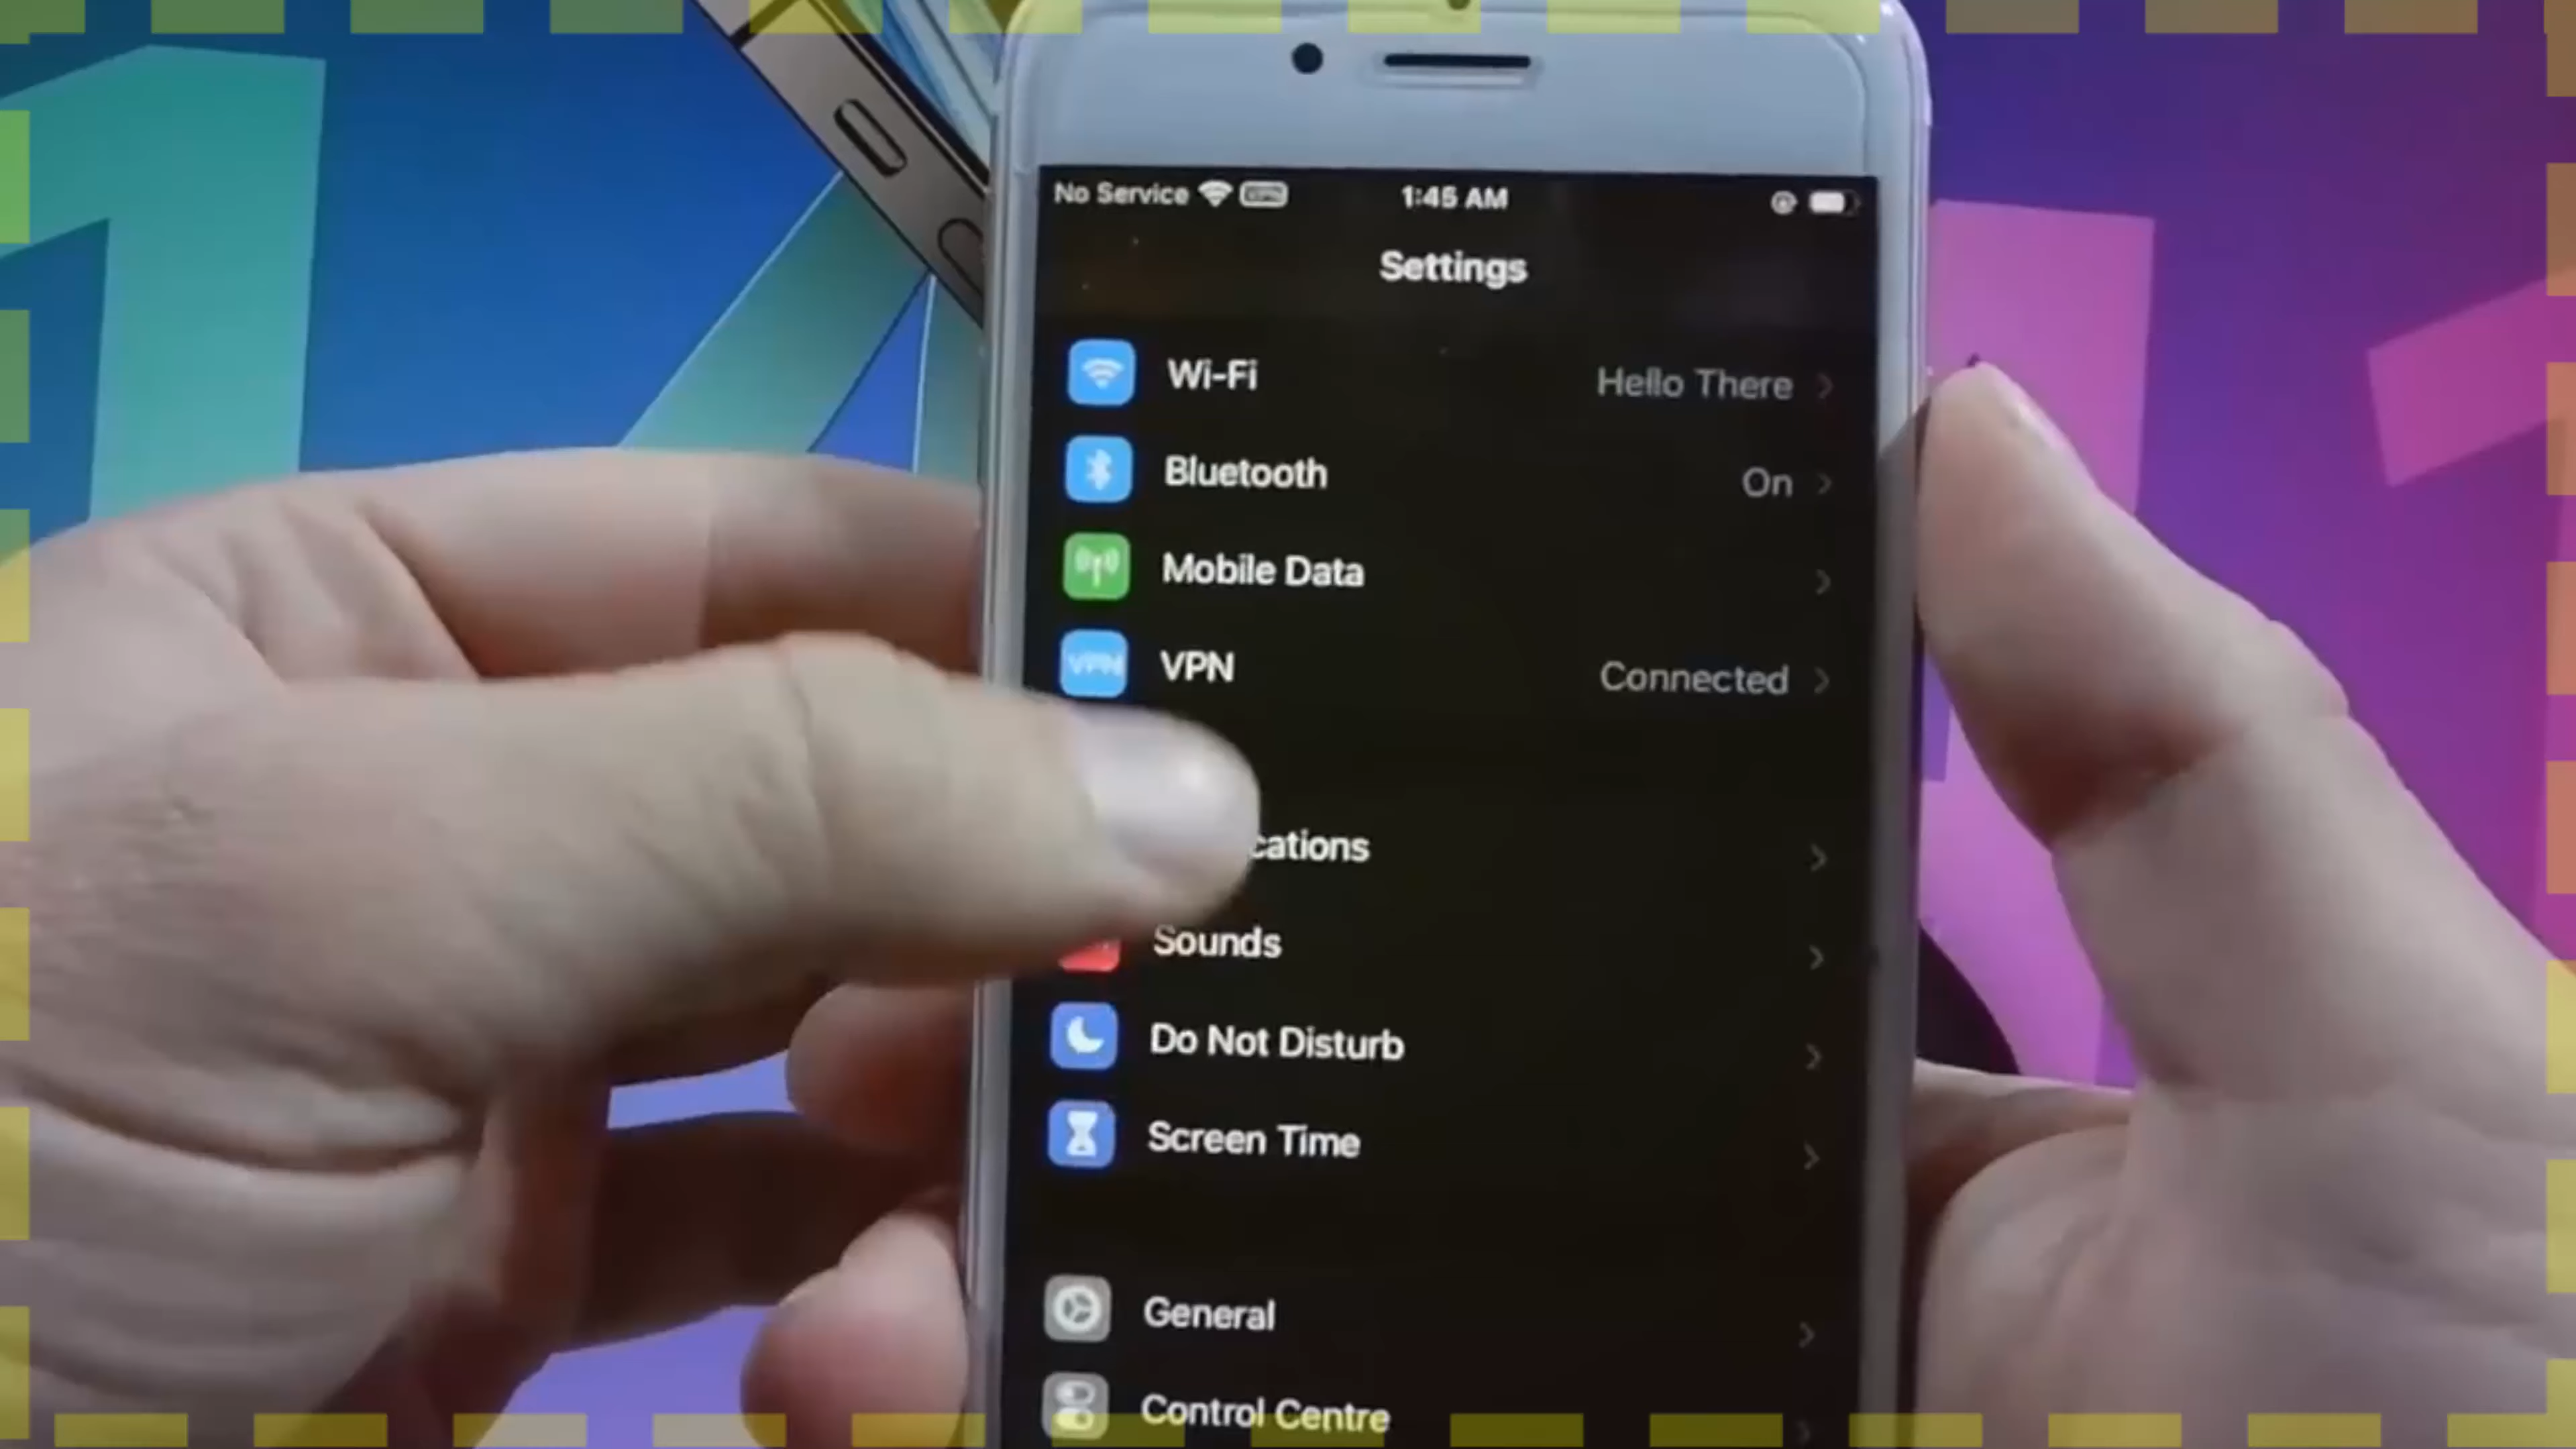 No Service 1:45 AM
Settings
Wi-Fi Hello There
Bluetooth On
Mobile Data
VPN VPN Connected
cations
Sounds
Do Not Disturb
Screen Time
General
Control Centre